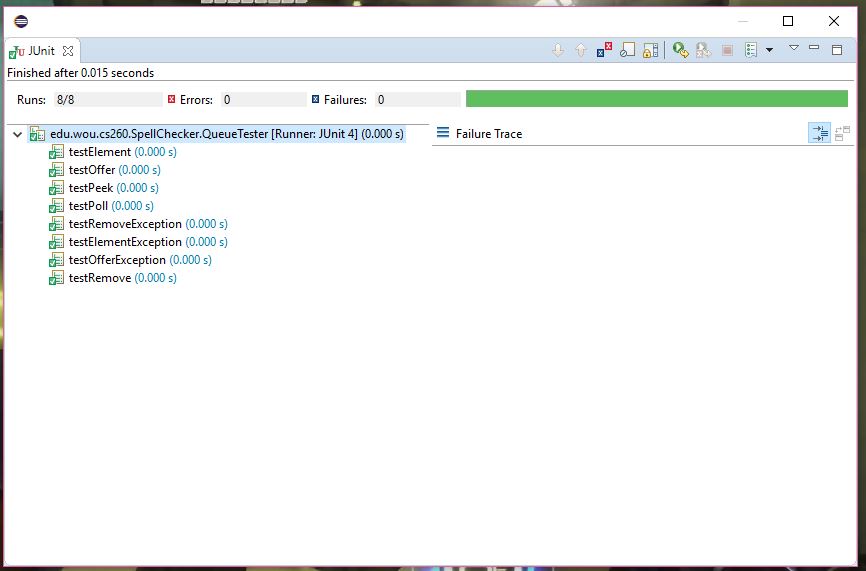 JUnit
Finished after 0.015 seconds
Runs: 8/8 Errors: 0 Failures: 0
edu.wou.cs260.SpellChecker.QueueTester [Runner: JUnit 4] (0.000 s)
Failure Trace
testElement (0.000 s)
testOffer (0.000 s)
testPeek (0.000 s)
testPoll (0.000 s)
testRemoveException (0.000 s)
testElementException (0.000 s)
testOfferException (0.000 s)
testRemove (0.000 s)